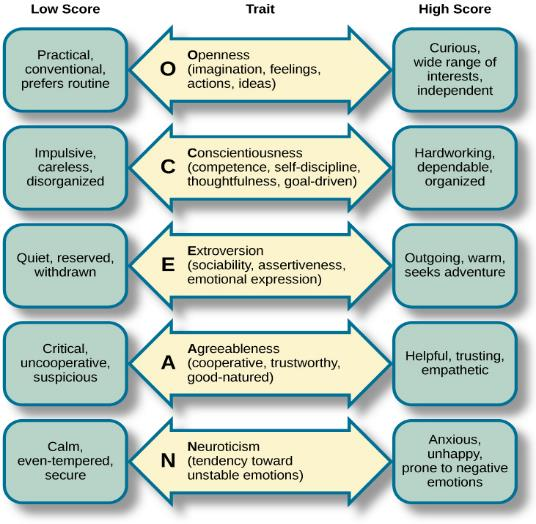 Low Score
Trait
High Score
Practical,
conventional,
prefers routine
O
Openness
(imagination, feelings,
actions, ideas)
Curious,
wide range of
interests,
independent
Impulsive,
careless,
disorganized
C
Conscientiousness
(competence, self-discipline,
thoughtfulness, goal-driven)
Hardworking,
dependable,
organized
Quiet, reserved,
withdrawn
E
Extroversion
(sociability, assertiveness,
emotional expression)
Outgoing, warm,
seeks adventure
Critical,
uncooperative,
suspicious
A
Agreeableness
(cooperative, trustworthy,
good-natured)
Helpful, trusting,
empathetic
Calm,
even-tempered,
secure
N
Neuroticism
(tendency toward
unstable emotions)
Anxious,
unhappy,
prone to negative
emotions